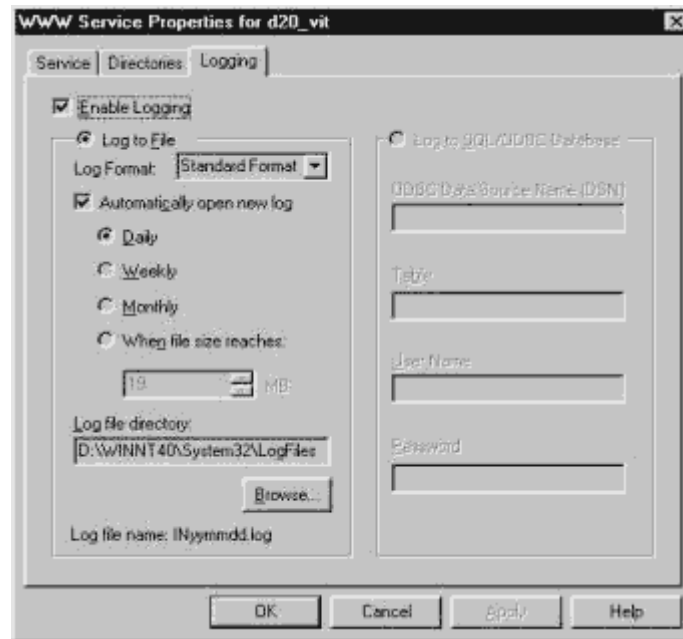 WWW Service Properties for d20_vit
Service Directories Logging
Enable Logging
Log to File
Log Format: Standard Format
Automatically open new log
Daily
Weekly
Monthly
When file size reaches:
19 MB
Log file directory:
D:\WINNT40\System32\LogFiles
Browse...
Log file name: INyymmdd.log
Log to SQL/ODBC Database
ODBC Data Source Name (DSN)
Table
User Name
Password
OK Cancel Apply Help